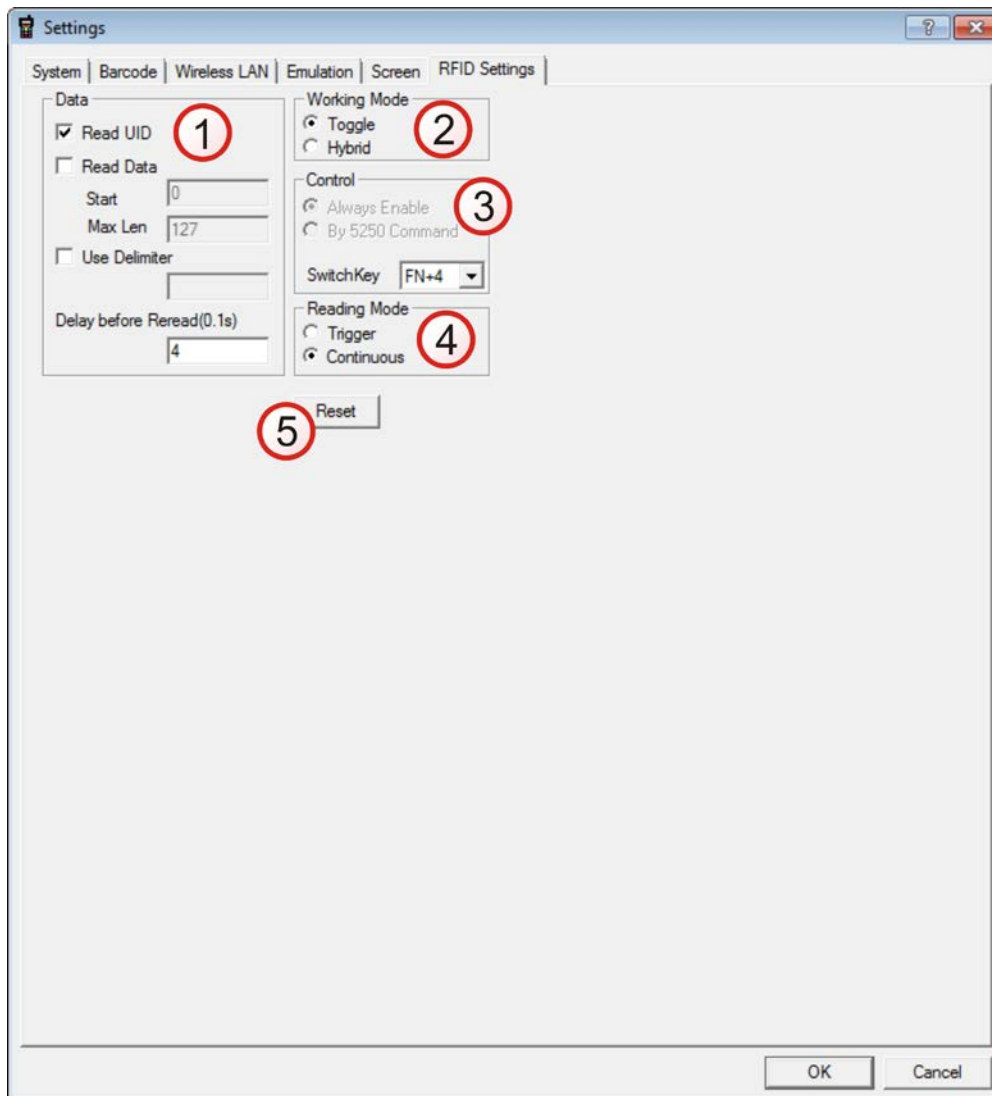 Settings
System Barcode Wireless LAN Emulation Screen RFID Settings
Data
Read UID
1
Read Data
Start 0
Max Len 127
Use Delimiter
Delay before Reread(0.1s)
4
Working Mode
Toggle
2
Hybrid
Control
Always Enable
3
By 5250 Command
SwitchKey FN+4
Reading Mode
Trigger
4
Continuous
5
Reset
OK Cancel